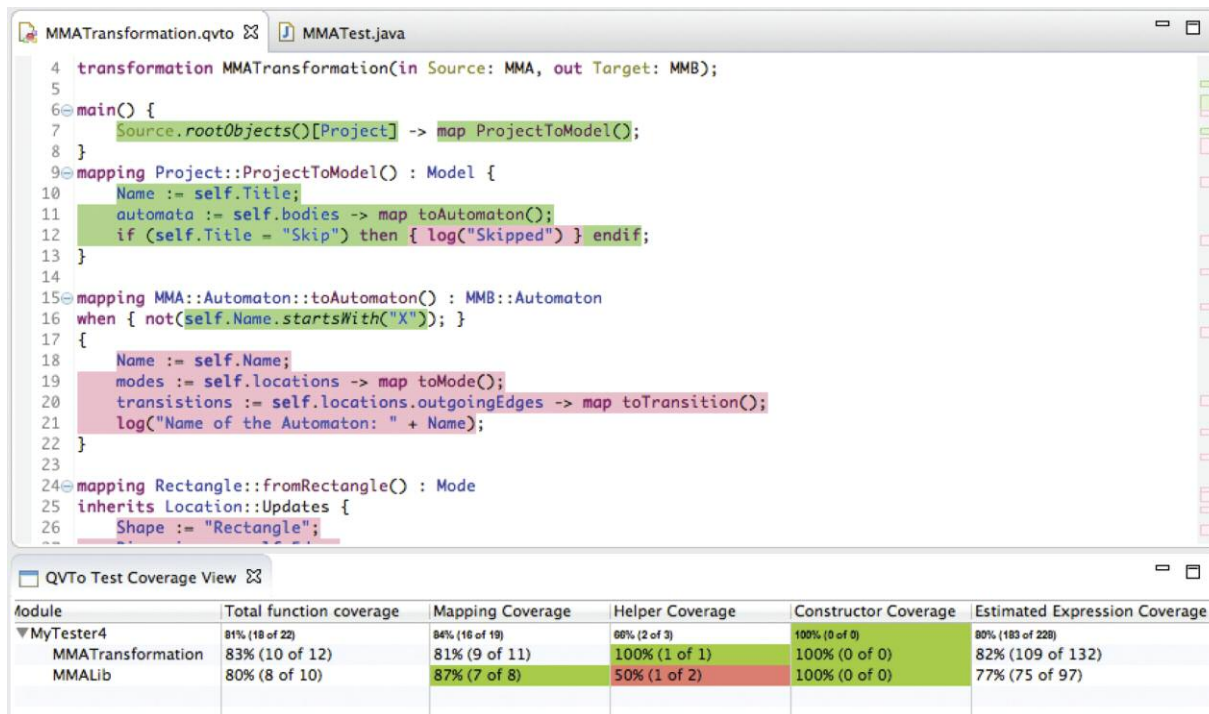 MMATransformation.qvto MMATest.java
4 transformation MMATransformation(in Source: MMA, out Target: MMB);
5
6 main() {
7 Source.rootObjects()[Project] -> map ProjectToModel();
8 }
9 mapping Project::ProjectToModel() : Model {
10 Name := self.Title;
11 automata := self.bodies -> map toAutomaton();
12 if (self.Title = "Skip") then { log("Skipped") } endif;
13 }
14
15 mapping MMA::Automaton::toAutomaton() : MMB::Automaton
16 when { not(self.Name.startsWith("X")); }
17 {
18 Name := self.Name;
19 modes := self.locations -> map toMode();
20 transistions := self.locations.outgoingEdges -> map toTransition();
21 log("Name of the Automaton: " + Name);
22 }
23
24 mapping Rectangle::fromRectangle() : Mode
25 inherits Location::Updates {
26 Shape := "Rectangle";
QVTo Test Coverage View
Module Total function coverage Mapping Coverage Helper Coverage Constructor Coverage Estimated Expression Coverage
MyTester4 81% (18 of 22) 84% (16 of 19) 66% (2 of 3) 100% (0 of 0) 80% (183 of 228)
MMATransformation 83% (10 of 12) 81% (9 of 11) 100% (1 of 1) 100% (0 of 0) 82% (109 of 132)
MMALib 80% (8 of 10) 87% (7 of 8) 50% (1 of 2) 100% (0 of 0) 77% (75 of 97)